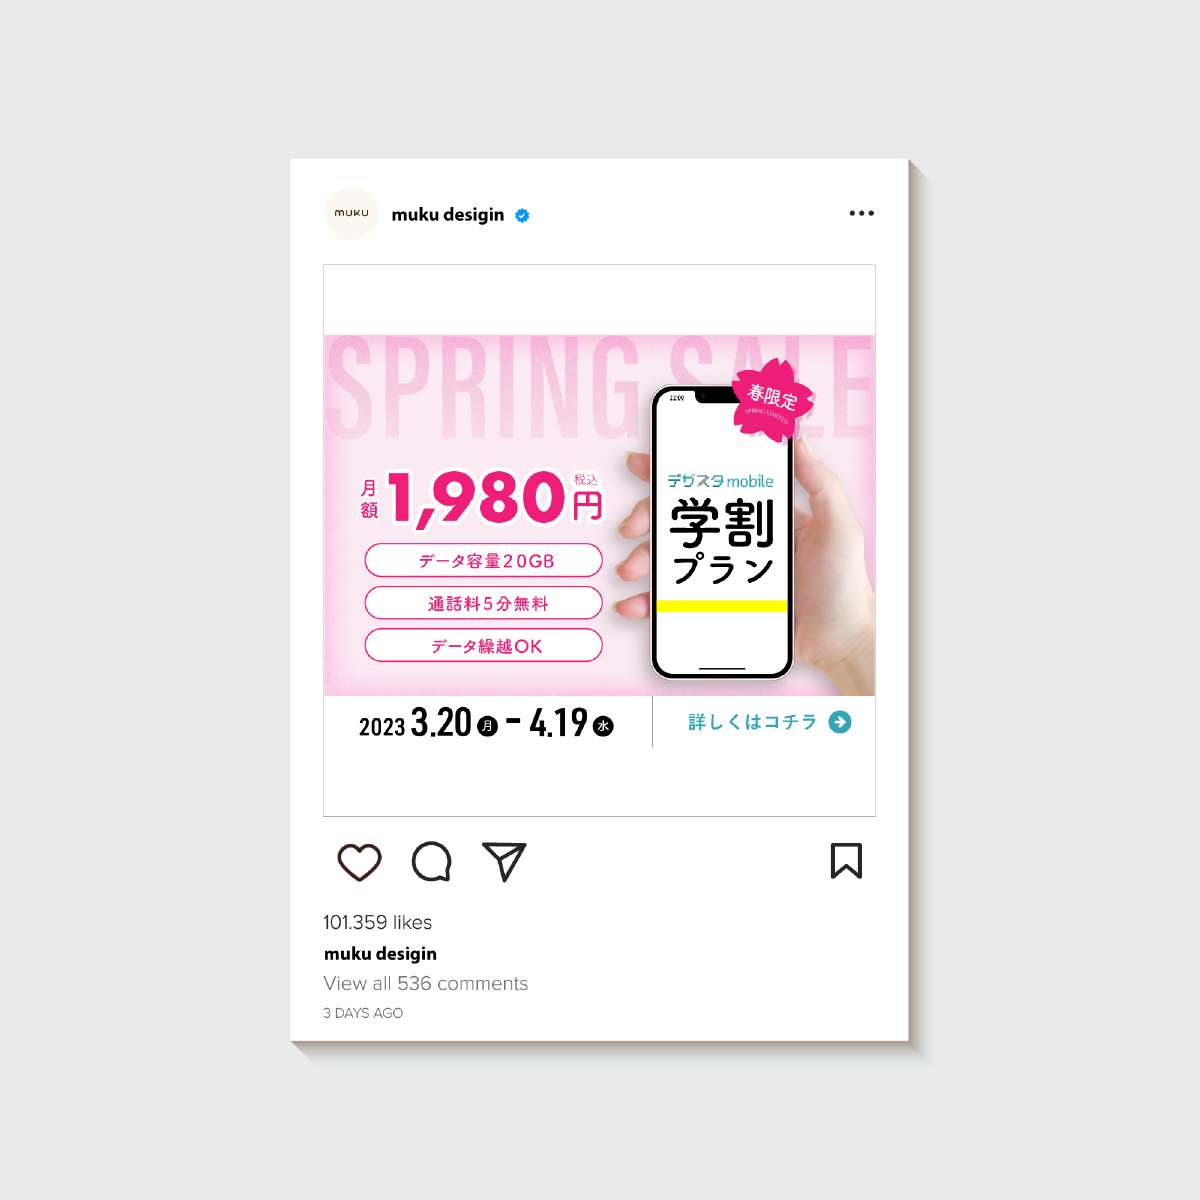 muku
muku desigin
SPRING SALE
春限定
SPRING LIMITED
22:00
月額
1,980円
税込
データ容量20GB
通話料5分無料
データ繰越OK
デザスタmobile
学割
プラン
2023 3.20 月 - 4.19 水
詳しくはコチラ
101.359 likes
muku desigin
View all 536 comments
3 DAYS AGO